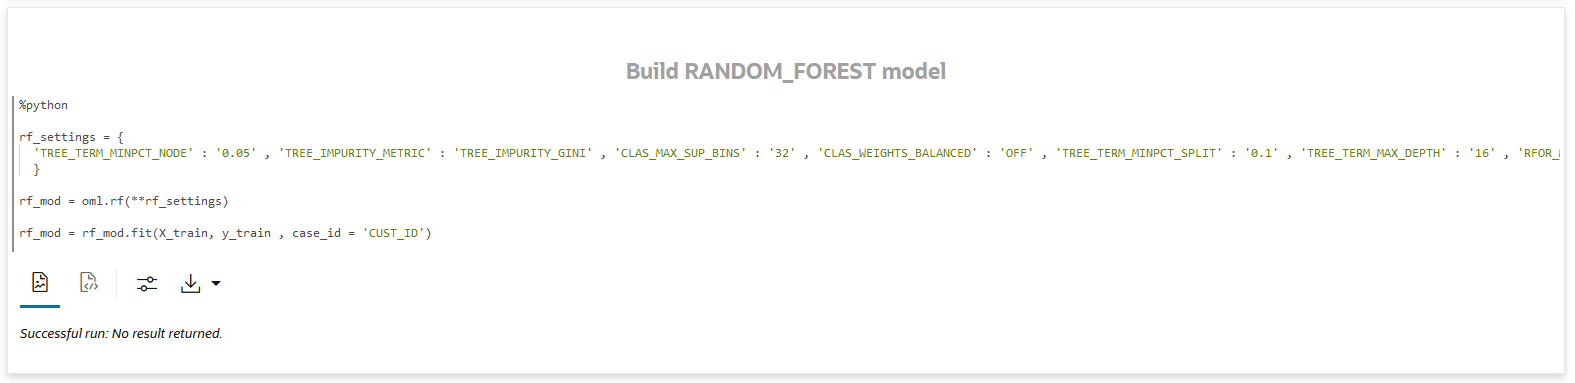 Build RANDOM_FOREST model
%python
rf_settings = {
'TREE_TERM_MINPCT_NODE' : '0.05' , 'TREE_IMPURITY_METRIC' : 'TREE_IMPURITY_GINI' , 'CLAS_MAX_SUP_BINS' : '32' , 'CLAS_WEIGHTS_BALANCED' : 'OFF' , 'TREE_TERM_MINPCT_SPLIT' : '0.1' , 'TREE_TERM_MAX_DEPTH' : '16' , 'RFOR_
}
rf_mod = oml.rf(**rf_settings)
rf_mod = rf_mod.fit(X_train, y_train , case_id = 'CUST_ID')
Successful run: No result returned.